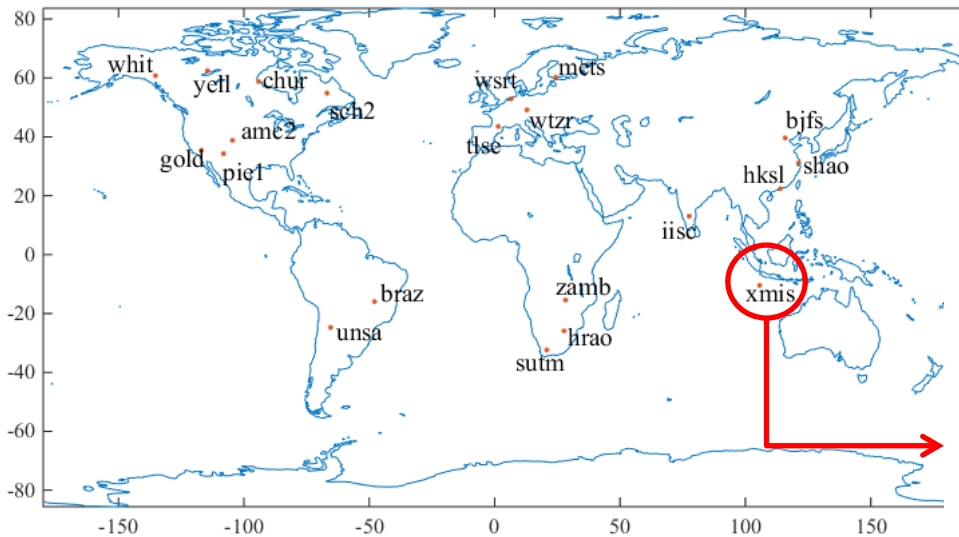 80
60
40
20
0
-20
-40
-60
-80
-150
-100
-50
0
50
100
150
whit
yell
chur
sch2
amc2
gold
pie1
wsrt
mets
wtzr
tlse
bjfs
shao
hksl
iisc
xmis
braz
unsa
zamb
hrao
sutm